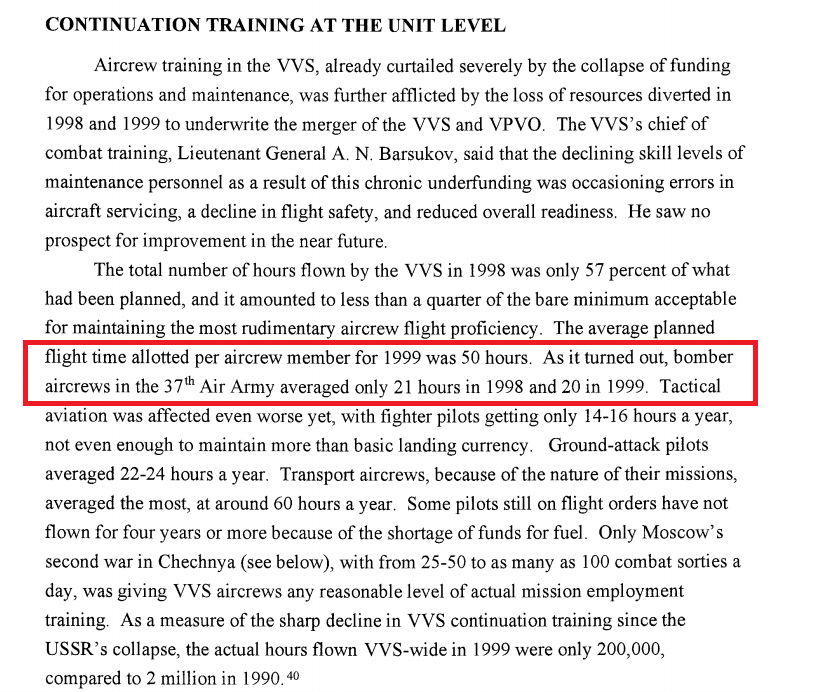 CONTINUATION TRAINING AT THE UNIT LEVEL
Aircrew training in the VVS, already curtailed severely by the collapse of funding
for operations and maintenance, was further afflicted by the loss of resources diverted in
1998 and 1999 to underwrite the merger of the VVS and VPVO.  The VVS's chief of
combat training, Lieutenant General A. N. Barsukov, said that the declining skill levels of
maintenance personnel as a result of this chronic underfunding was occasioning errors in
aircraft servicing, a decline in flight safety, and reduced overall readiness.  He saw no
prospect for improvement in the near future.
The total number of hours flown by the VVS in 1998 was only 57 percent of what
had been planned, and it amounted to less than a quarter of the bare minimum acceptable
for maintaining the most rudimentary aircrew flight proficiency.  The average planned
flight time allotted per aircrew member for 1999 was 50 hours.  As it turned out, bomber
aircrews in the 37th Air Army averaged only 21 hours in 1998 and 20 in 1999.  Tactical
aviation was affected even worse yet, with fighter pilots getting only 14-16 hours a year,
not even enough to maintain more than basic landing currency.   Ground-attack pilots
averaged 22-24 hours a year.  Transport aircrews, because of the nature of their missions,
averaged the most, at around 60 hours a year.  Some pilots still on flight orders have not
flown for four years or more because of the shortage of funds for fuel.  Only Moscow's
second war in Chechnya (see below), with from 25-50 to as many as 100 combat sorties a
day, was giving VVS aircrews any reasonable level of actual mission employment
training.  As a measure of the sharp decline in VVS continuation training since the
USSR's collapse, the actual hours flown VVS-wide in 1999 were only 200,000,
compared to 2 million in 1990.40